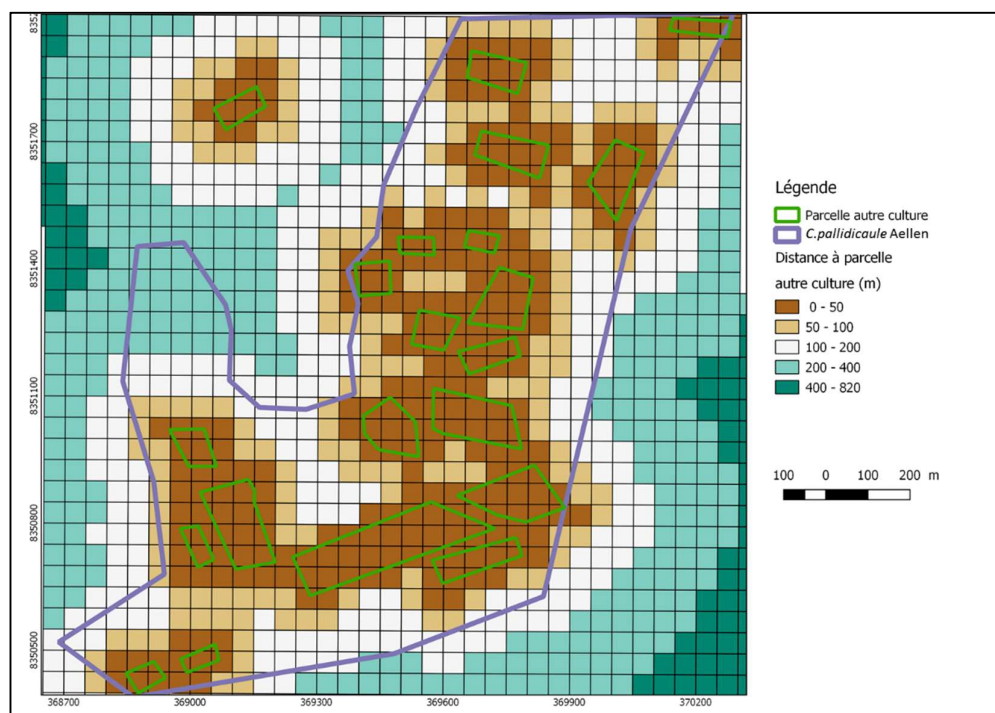 8352
8351700
8351400
8351100
8350800
8350500
368700 369000 369300 369600 369900 370200
Légende
Parcelle autre culture
C.pallidicaule Aellen
Distance à parcelle
autre culture (m)
0 - 50
50 - 100
100 - 200
200 - 400
400 - 820
100 0 100 200 m